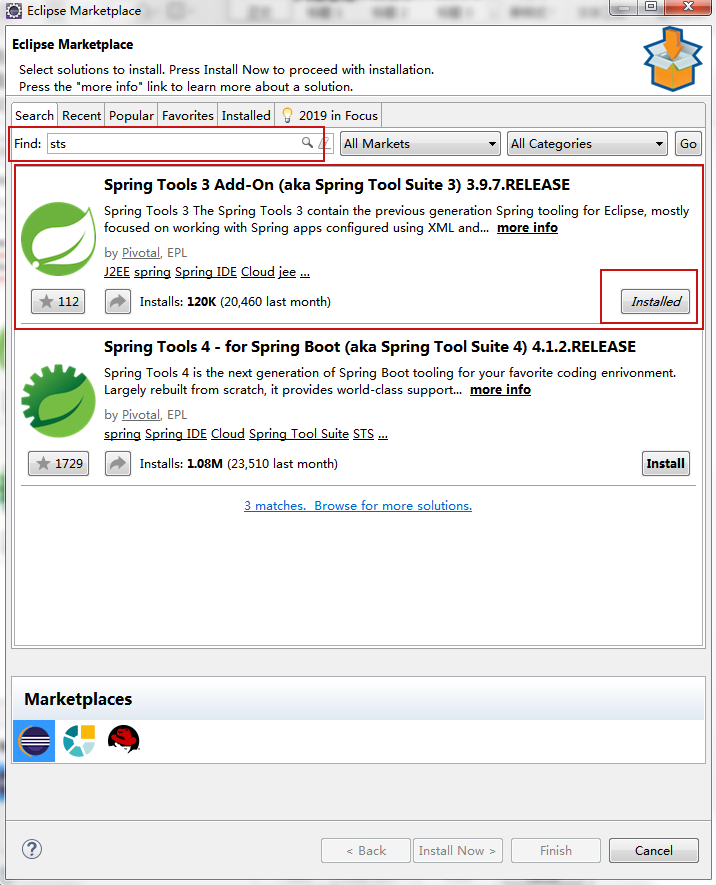 Eclipse Marketplace
Eclipse Marketplace
Select solutions to install. Press Install Now to proceed with installation.
Press the "more info" link to learn more about a solution.
Search Recent Popular Favorites Installed 2019 in Focus
Find: sts All Markets All Categories Go
Spring Tools 3 Add-On (aka Spring Tool Suite 3) 3.9.7.RELEASE
Spring Tools 3 The Spring Tools 3 contain the previous generation Spring tooling for Eclipse, mostly
focused on working with Spring apps configured using XML and... more info
by Pivotal, EPL
J2EE spring Spring IDE Cloud jee ...
112 Installs: 120K (20,460 last month) Installed
Spring Tools 4 - for Spring Boot (aka Spring Tool Suite 4) 4.1.2.RELEASE
Spring Tools 4 is the next generation of Spring Boot tooling for your favorite coding enrivonment.
Largely rebuilt from scratch, it provides world-class support... more info
by Pivotal, EPL
spring Spring IDE Cloud Spring Tool Suite STS ...
1729 Installs: 1.08M (23,510 last month) Install
3 matches. Browse for more solutions.
Marketplaces
? < Back Install Now > Finish Cancel